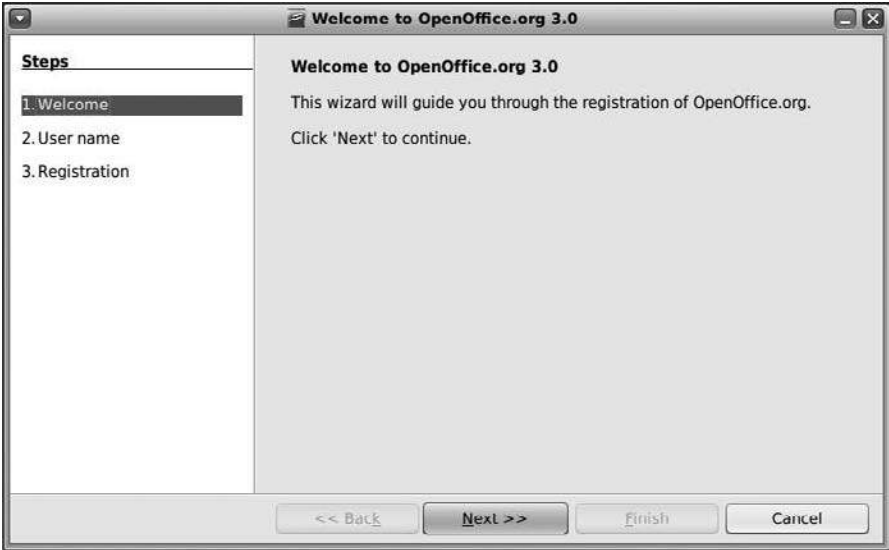 Welcome to OpenOffice.org 3.0
Steps
1. Welcome
2. User name
3. Registration
Welcome to OpenOffice.org 3.0
This wizard will guide you through the registration of OpenOffice.org.
Click 'Next' to continue.
<< Back
Next >>
Finish
Cancel